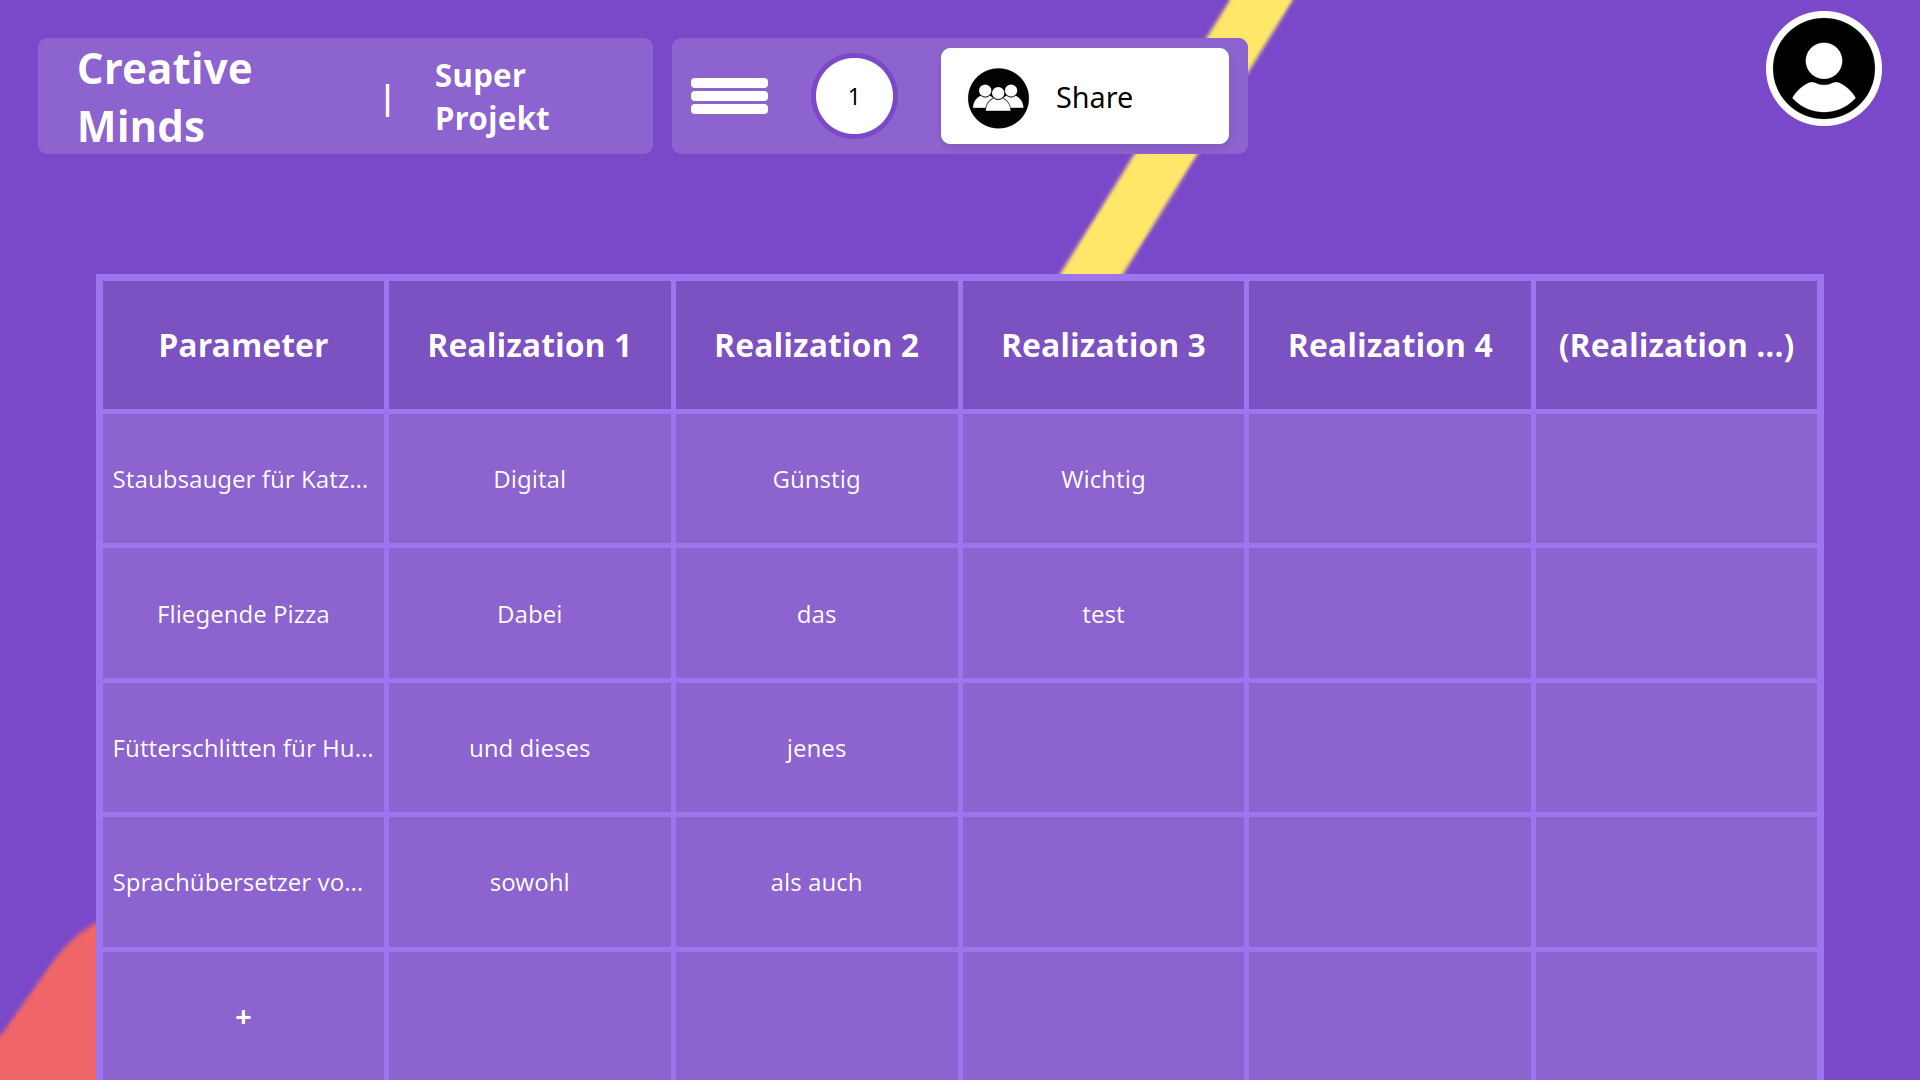 Creative
Minds
|
Super
Projekt
1
Share
Parameter
Realization 1
Realization 2
Realization 3
Realization 4
(Realization ...)
Staubsauger für Katz...
Digital
Günstig
Wichtig
Fliegende Pizza
Dabei
das
test
Fütterschlitten für Hu...
und dieses
jenes
Sprachübersetzer vo...
sowohl
als auch
+